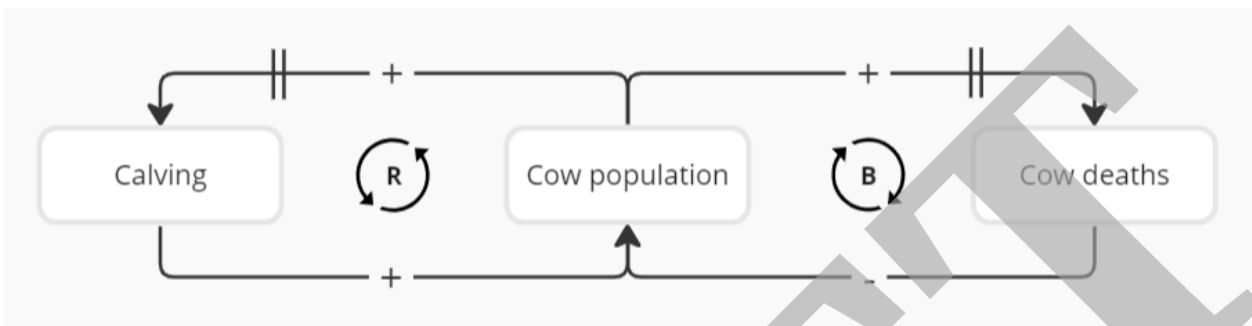 + +
Calving R Cow population B Cow deaths
+ -